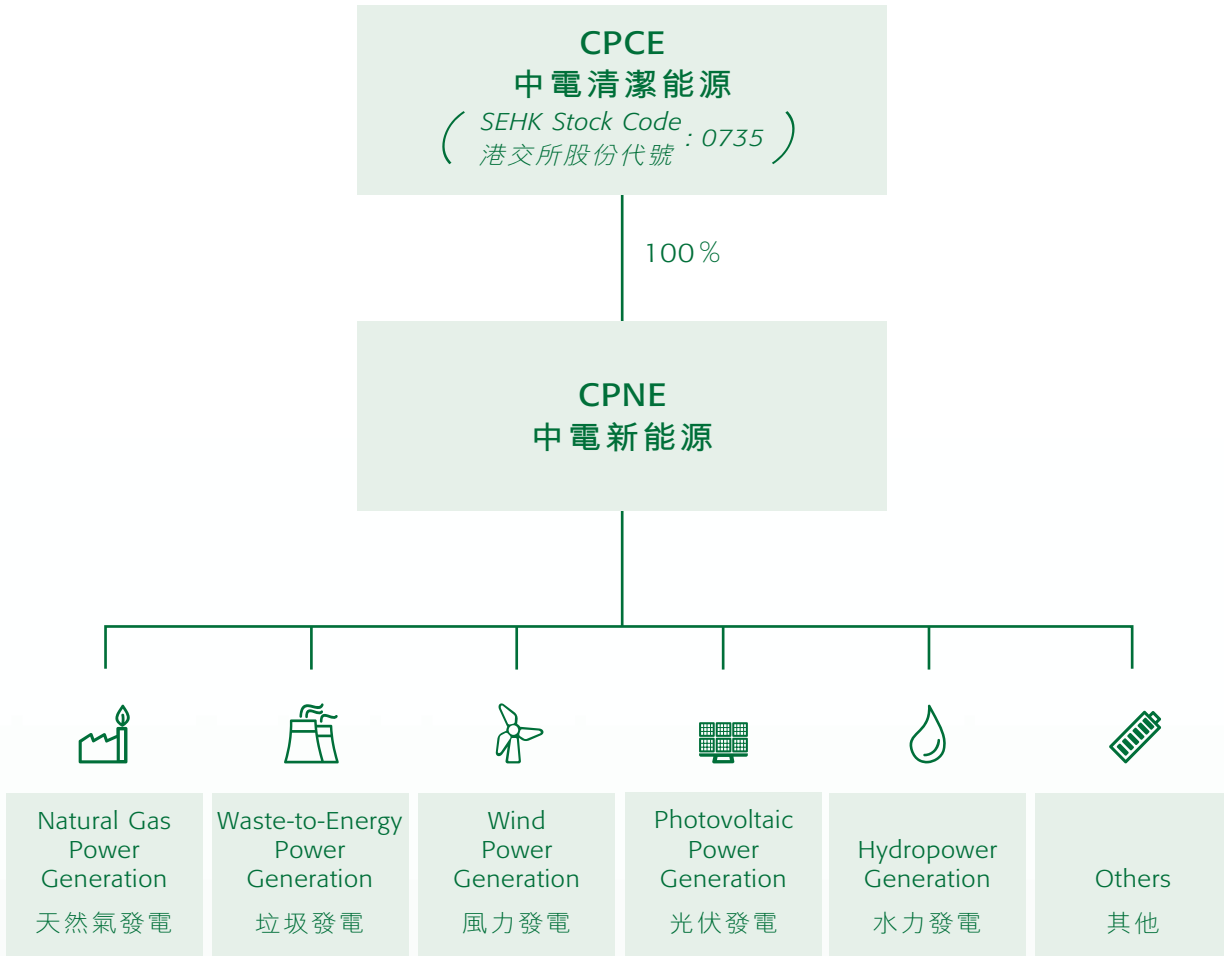 CPCE
中電清潔能源
( SEHK Stock Code
港交所股份代號 : 0735 )
100%
CPNE
中電新能源
Natural Gas
Power
Generation
天然氣發電
Waste-to-Energy
Power
Generation
垃圾發電
Wind
Power
Generation
風力發電
Photovoltaic
Power
Generation
光伏發電
Hydropower
Generation
水力發電
Others
其他